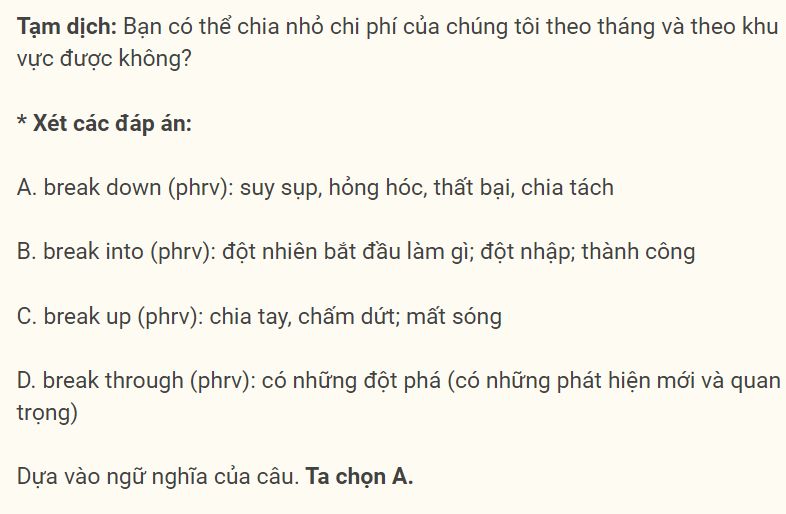 Tạm dịch: Bạn có thể chia nhỏ chi phí của chúng tôi theo tháng và theo khu
vực được không?
* Xét các đáp án:
A. break down (phrv): suy sụp, hỏng hóc, thất bại, chia tách
B. break into (phrv): đột nhiên bắt đầu làm gì; đột nhập; thành công
C. break up (phrv): chia tay, chấm dứt; mất sóng
D. break through (phrv): có những đột phá (có những phát hiện mới và quan
trọng)
Dựa vào ngữ nghĩa của câu. Ta chọn A.